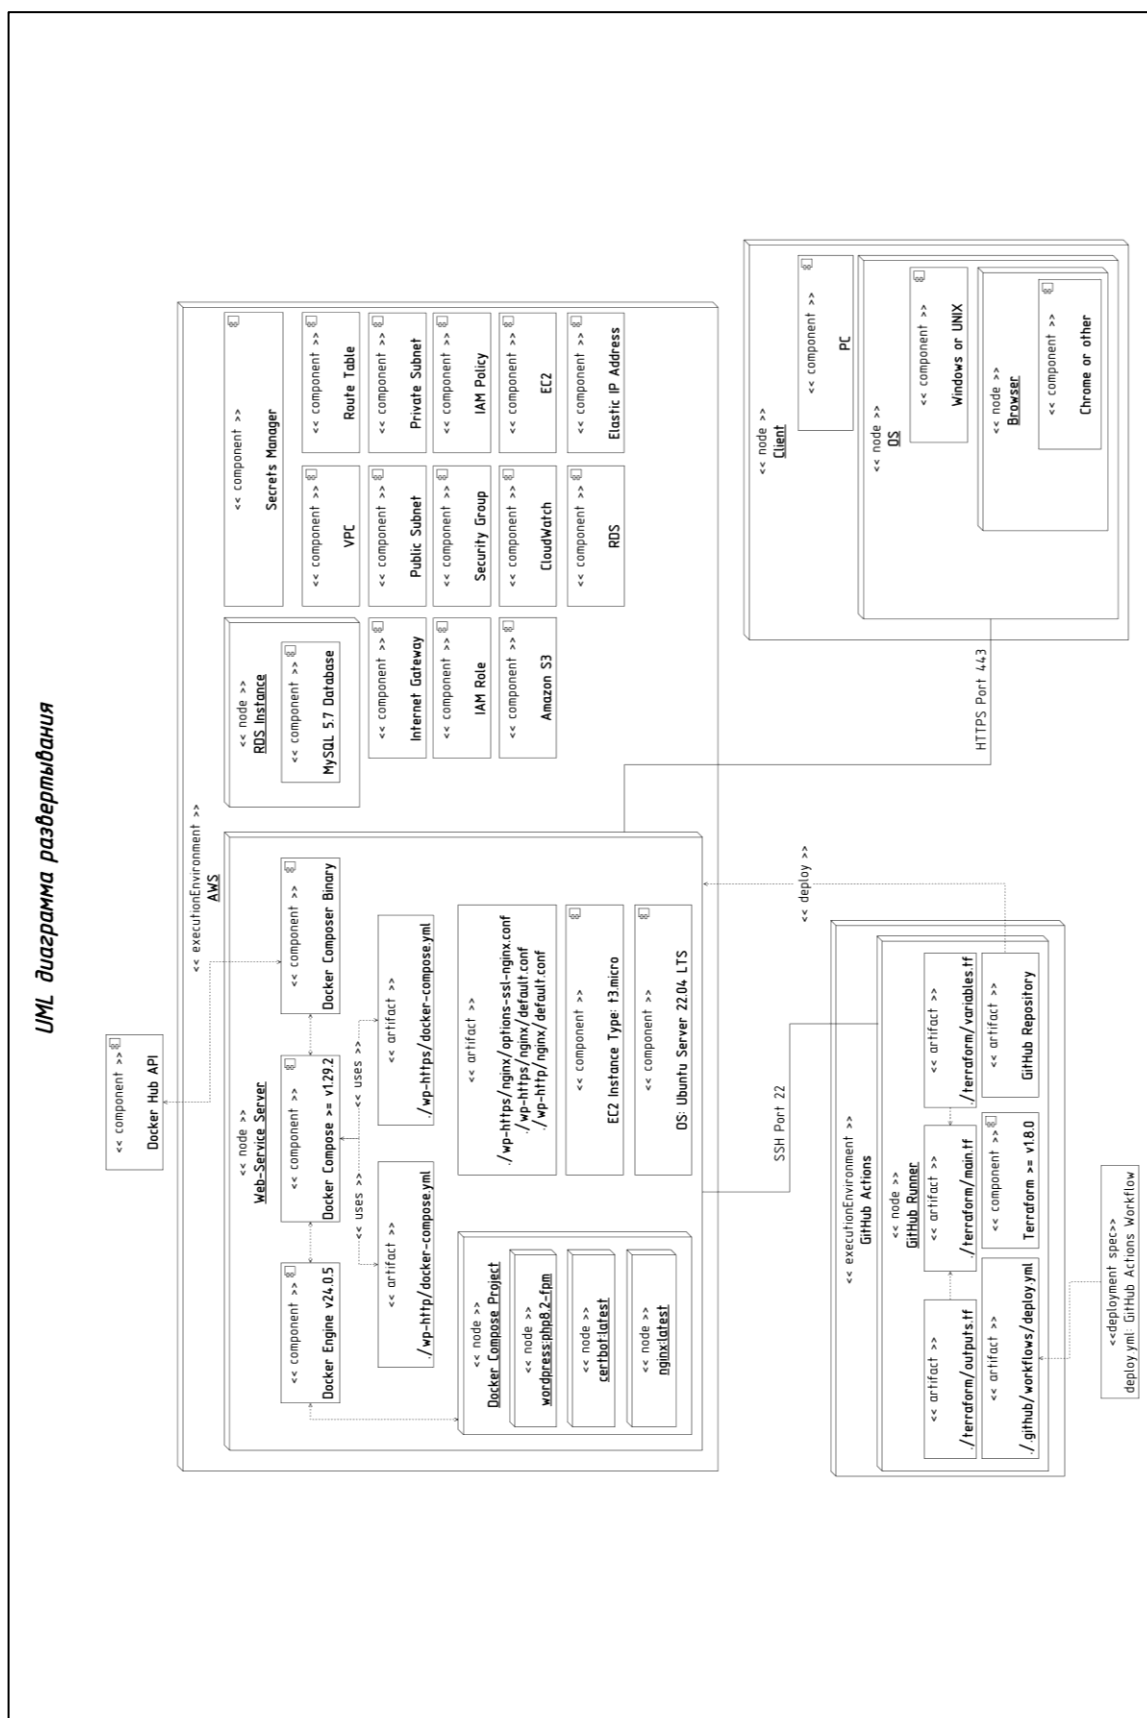 UML диаграмма развертывания
<< component >>
Docker Hub API
<< executionEnvironment >>
AWS
<< node >>
Web-Service Server
<< component >>
Docker Engine v24.0.5
<< component >>
Docker Compose >= v1.29.2
<< component >>
Docker Composer Binary
<< uses >>
<< uses >>
<< artifact >>
./wp-http/docker-compose.yml
<< artifact >>
./wp-https/docker-compose.yml
<< node >>
Docker Compose Project
<< node >>
wordpress:php8.2-fpm
<< node >>
certbot:latest
<< node >>
nginx:latest
<< artifact >>
./wp-https/nginx/options-ssl-nginx.conf
./wp-https/nginx/default.conf
./wp-http/nginx/default.conf
<< component >>
EC2 Instance Type: t3.micro
<< component >>
OS: Ubuntu Server 22.04 LTS
<< node >>
RDS Instance
<< component >>
MySQL 5.7 Database
<< component >>
Secrets Manager
<< component >>
VPC
<< component >>
Route Table
<< component >>
Internet Gateway
<< component >>
Public Subnet
<< component >>
Private Subnet
<< component >>
IAM Role
<< component >>
Security Group
<< component >>
IAM Policy
<< component >>
Amazon S3
<< component >>
CloudWatch
<< component >>
EC2
<< component >>
RDS
<< component >>
Elastic IP Address
SSH Port 22
<< deploy >>
HTTPS Port 443
<< executionEnvironment >>
GitHub Actions
<< node >>
GitHub Runner
<< artifact >>
./terraform/outputs.tf
<< artifact >>
./terraform/main.tf
<< artifact >>
./terraform/variables.tf
<< artifact >>
./.github/workflows/deploy.yml
<< component >>
Terraform >= v1.8.0
<< artifact >>
GitHub Repository
<<deployment spec>>
deploy.yml: GitHub Actions Workflow
<< node >>
Client
<< component >>
PC
<< node >>
OS
<< component >>
Windows or UNIX
<< node >>
Browser
<< component >>
Chrome or other